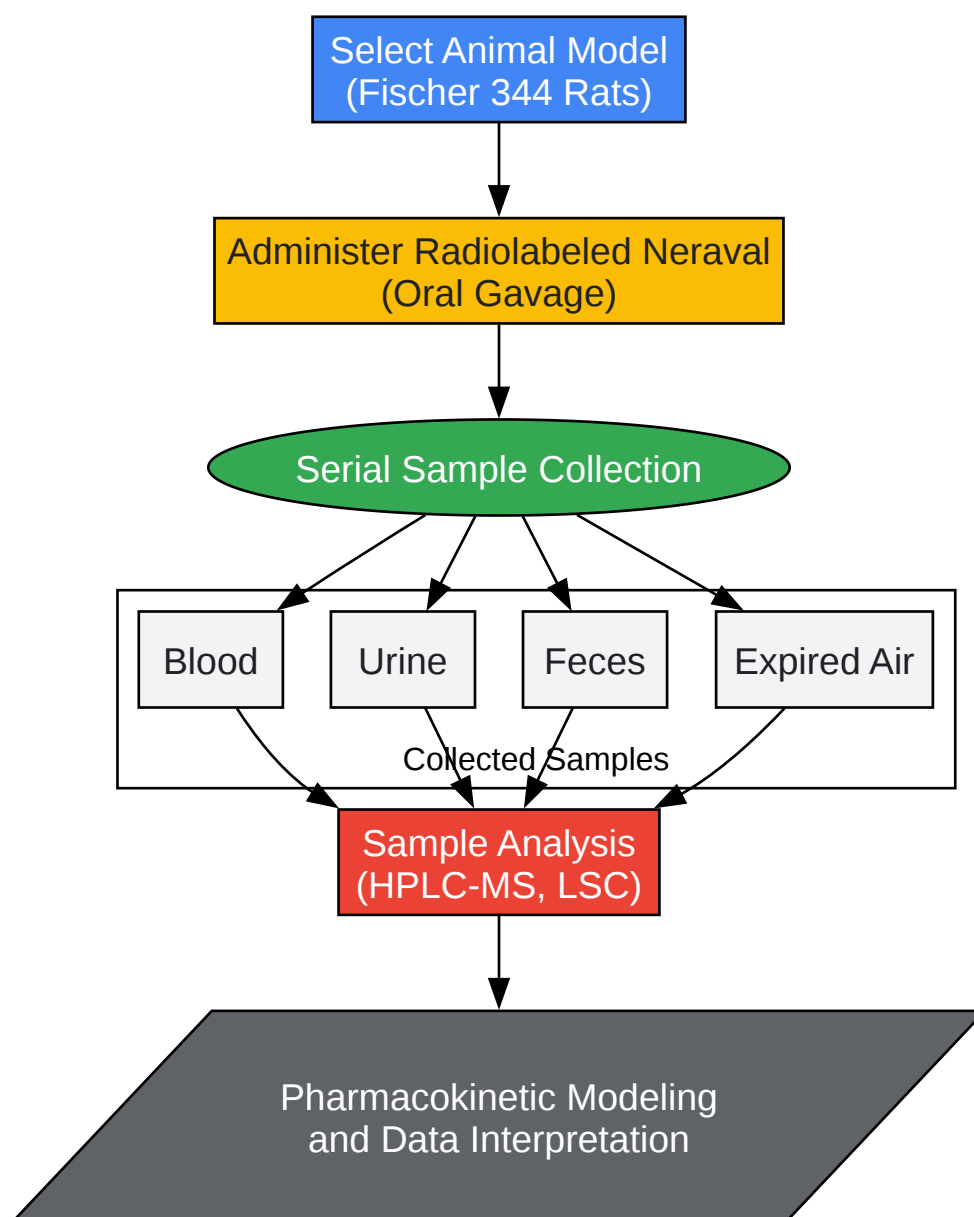 Select Animal Model
(Fischer 344 Rats)
Administer Radiolabeled Neraval
(Oral Gavage)
Serial Sample Collection
Blood
Urine
Feces
Expired Air
Collected Samples
Sample Analysis
(HPLC-MS, LSC)
Pharmacokinetic Modeling
and Data Interpretation